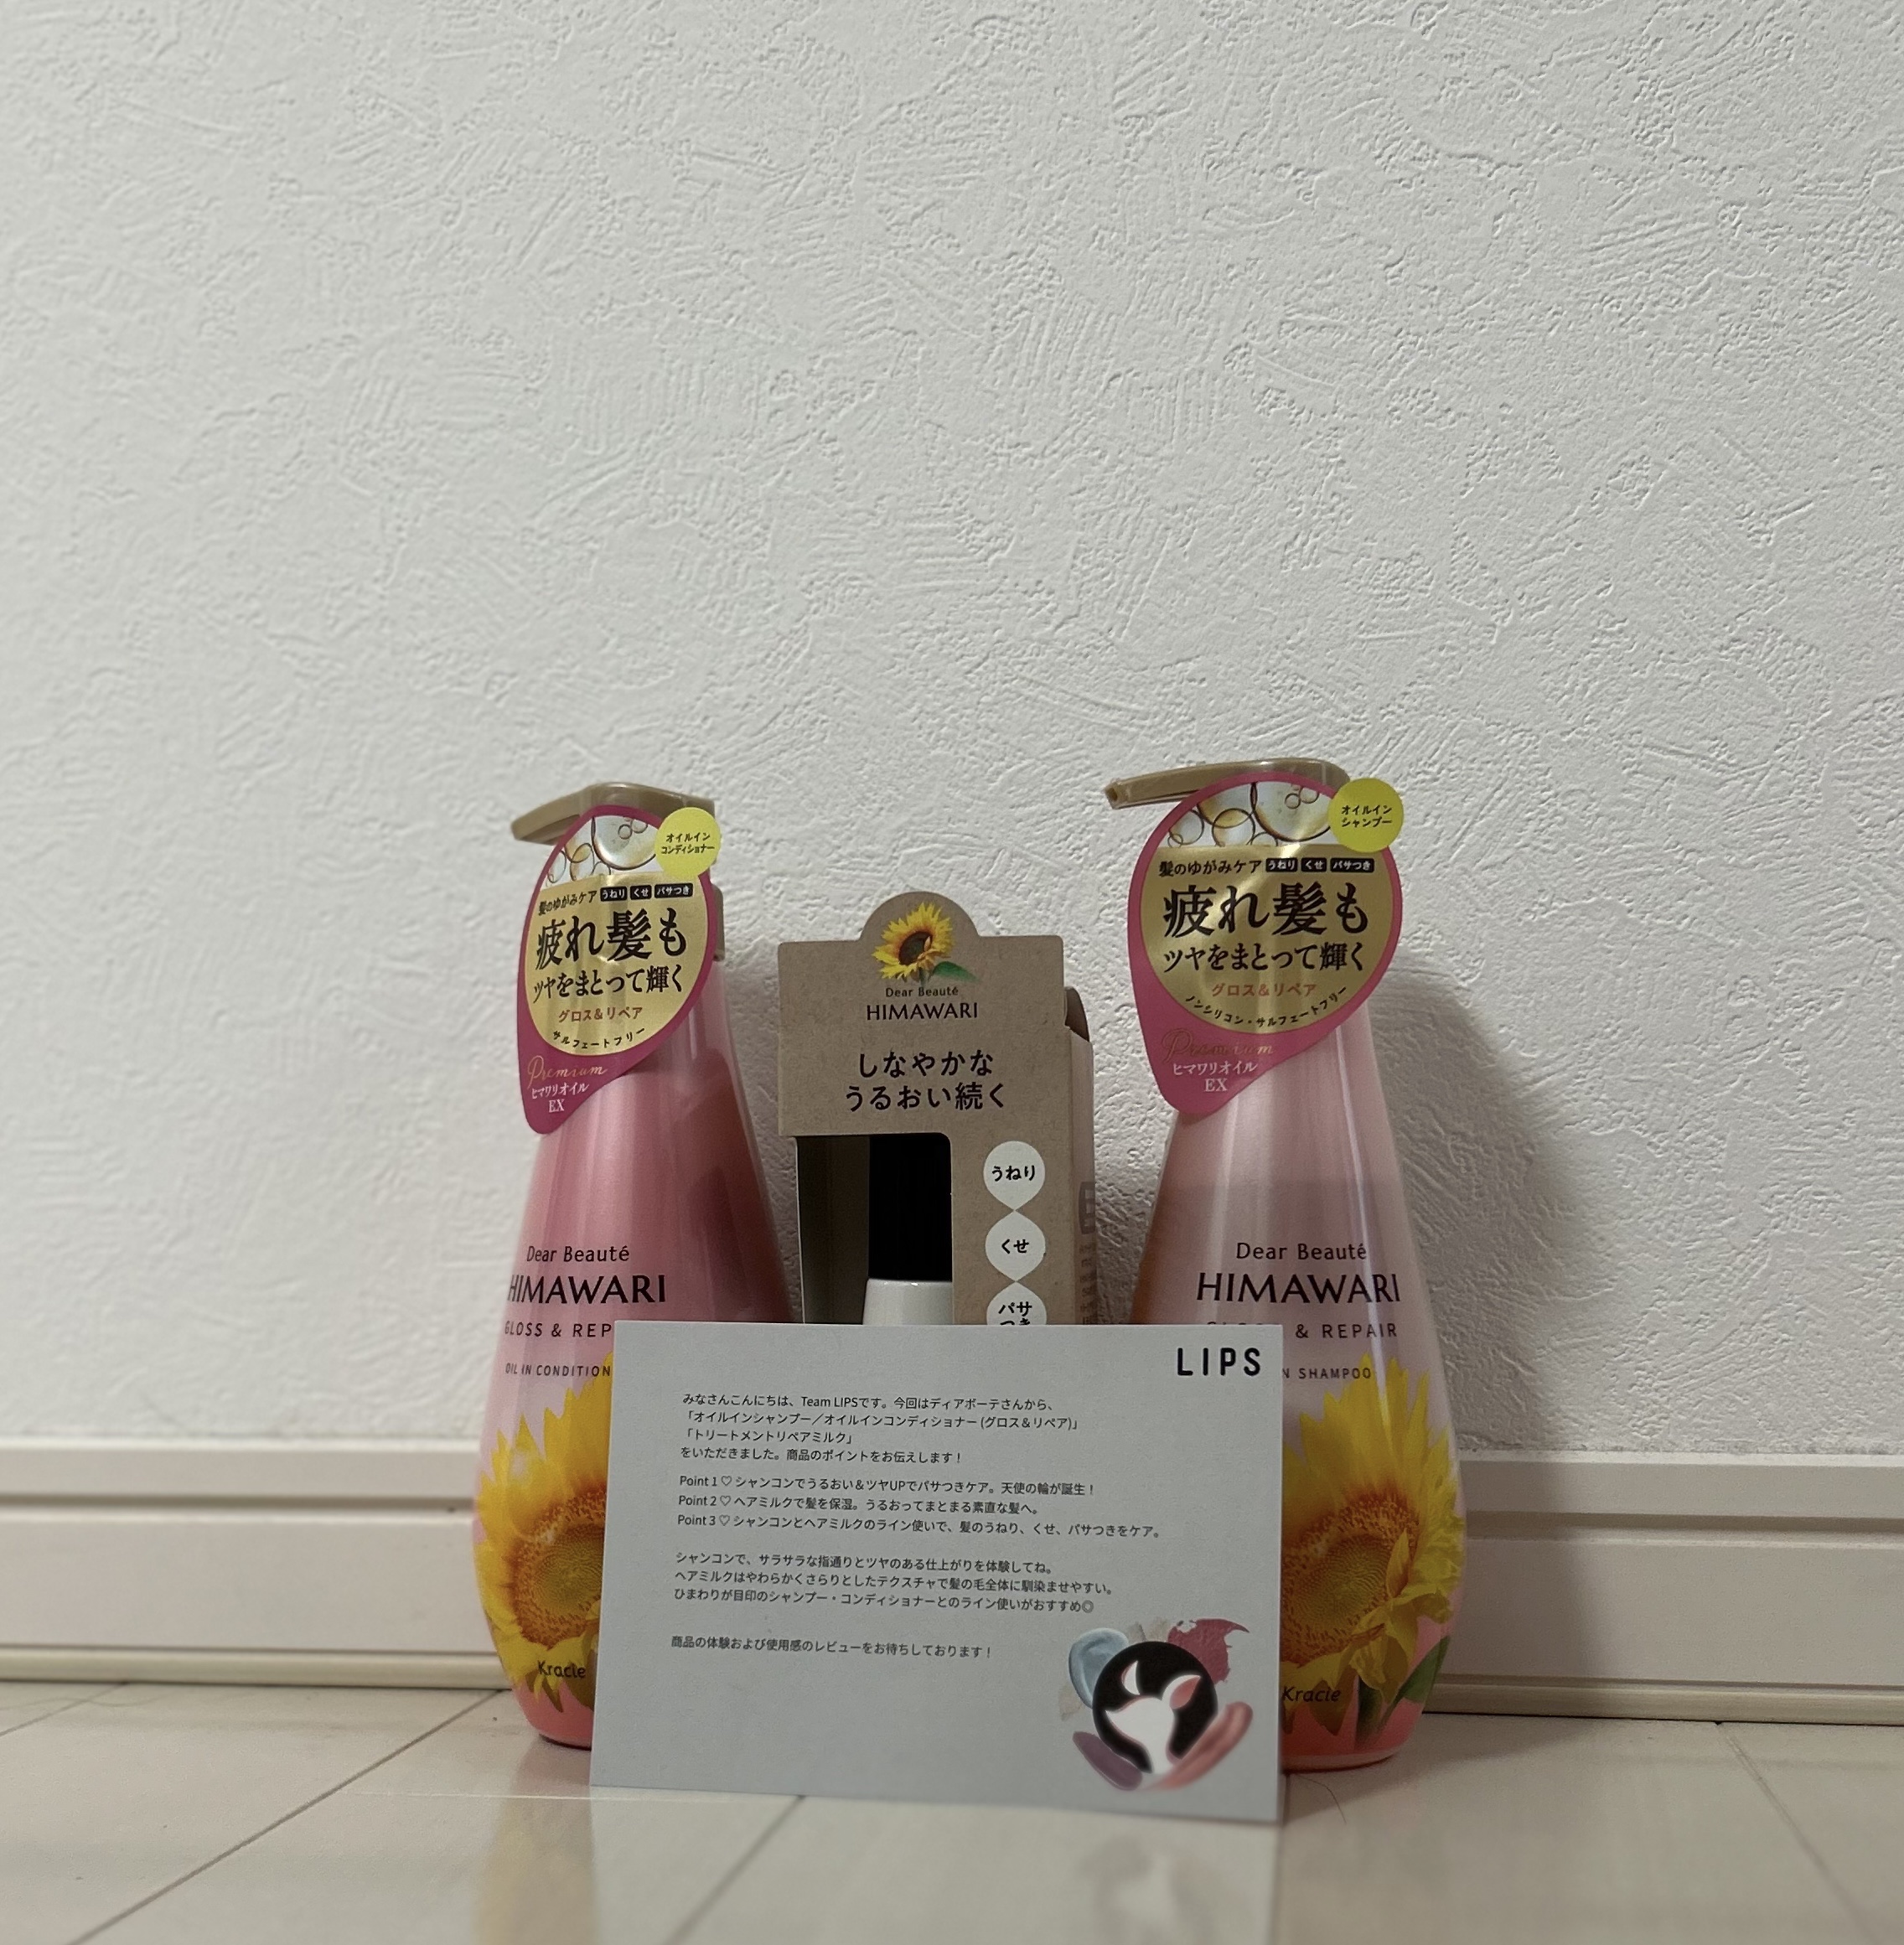 オイルイン
コンディショナー
髪のゆがみケア うねり くせ パサつき
疲れ髪も
ツヤをまとって輝く
グロス&リペア
サルフェートフリー
Premium
ヒマワリオイル
EX
Dear Beauté
HIMAWARI
GLOSS & REP
OIL IN CONDITION
Kracie
Dear Beauté
HIMAWARI
しなやかな
うるおい続く
うねり
くせ
パサ
つき
オイルイン
シャンプー
髪のゆがみケア うねり くせ パサつき
疲れ髪も
ツヤをまとって輝く
グロス&リペア
ノンシリコン・サルフェートフリー
Premium
ヒマワリオイル
EX
Dear Beauté
HIMAWARI
& REPAIR
N SHAMPOO
Kracie
LIPS
みなさんこんにちは、Team LIPSです。今回はディアボーテさんから、
「オイルインシャンプー／オイルインコンディショナー (グロス&リペア)」
「トリートメントリペアミルク」
をいただきました。商品のポイントをお伝えします！
Point 1 ♡ シャンコンでうるおい&ツヤUPでパサつきケア。天使の輪が誕生！
Point 2 ♡ ヘアミルクで髪を保湿。うるおってまとまる素直な髪へ。
Point 3 ♡ シャンコンとヘアミルクのライン使いで、髪のうねり、くせ、パサつきをケア。
シャンコンで、サラサラな指通りとツヤのある仕上がりを体験してね。
ヘアミルクはやわらかくさらりとしたテクスチャで髪の毛全体に馴染ませやすい。
ひまわりが目印のシャンプー・コンディショナーとのライン使いがおすすめ◎
商品の体験および使用感のレビューをお待ちしております！